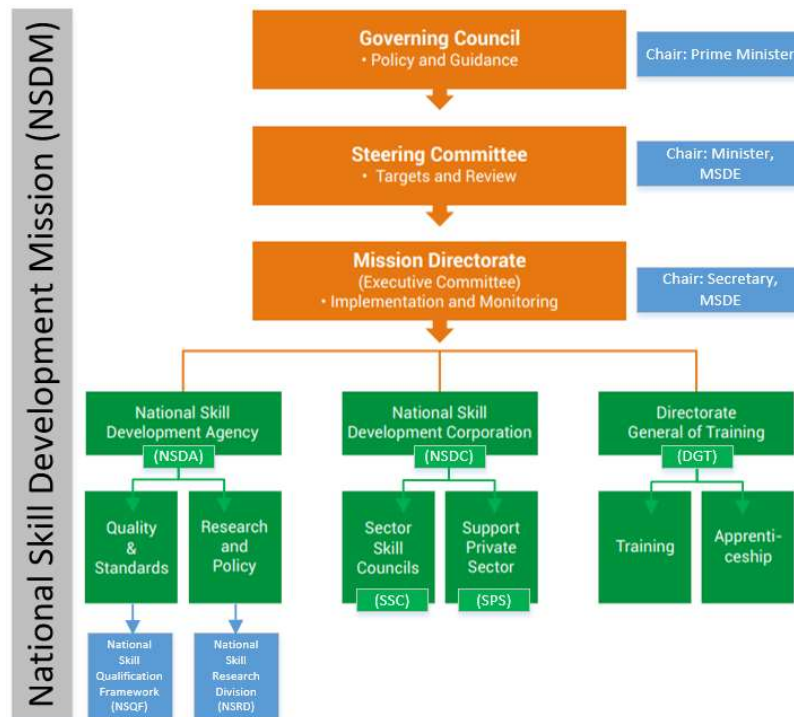 National Skill Development Mission (NSDM)
Governing Council
• Policy and Guidance
Chair: Prime Minister
Steering Committee
• Targets and Review
Chair: Minister,
MSDE
Mission Directorate
(Executive Committee)
• Implementation and Monitoring
Chair: Secretary,
MSDE
National Skill
Development Agency
(NSDA)
National Skill
Development Corporation
(NSDC)
Directorate
General of Training
(DGT)
Quality
&
Standards
Research
and
Policy
Sector
Skill
Councils
(SSC)
Support
Private
Sector
(SPS)
Training
Apprenti-
ceship
National
Skill
Qualification
Framework
(NSQF)
National
Skill
Research
Division
(NSRD)